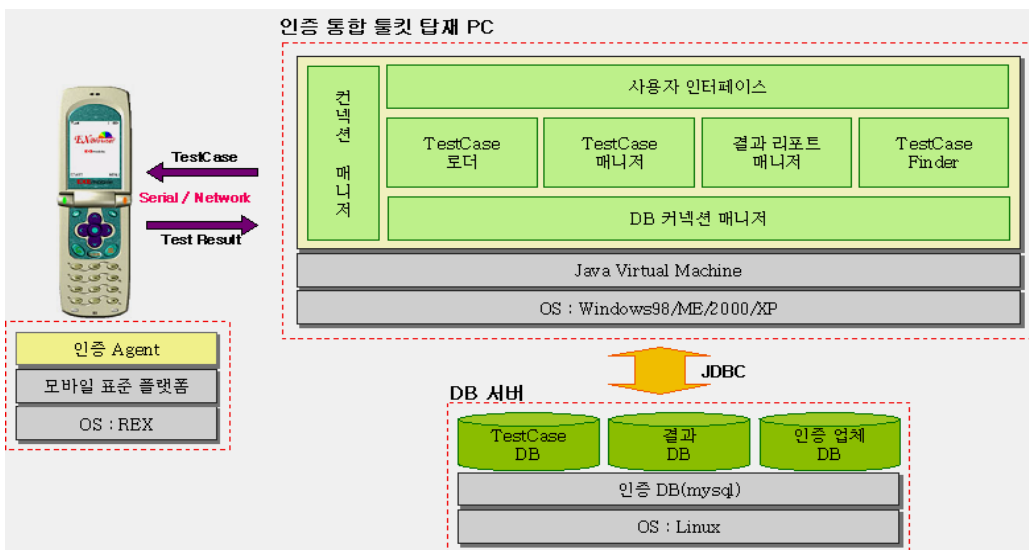 인증 통합 툴킷 탑재 PC
컨넥션 매니저
사용자 인터페이스
TestCase
로더
TestCase
매니저
결과 리포트
매니저
TestCase
Finder
DB 커넥션 매니저
Java Virtual Machine
OS : Windows98/ME/2000/XP
TestCase
Serial / Network
Test Result
인증 Agent
모바일 표준 플랫폼
OS : REX
JDBC
DB 서버
TestCase
DB
결과
DB
인증 업체
DB
인증 DB(mysql)
OS : Linux